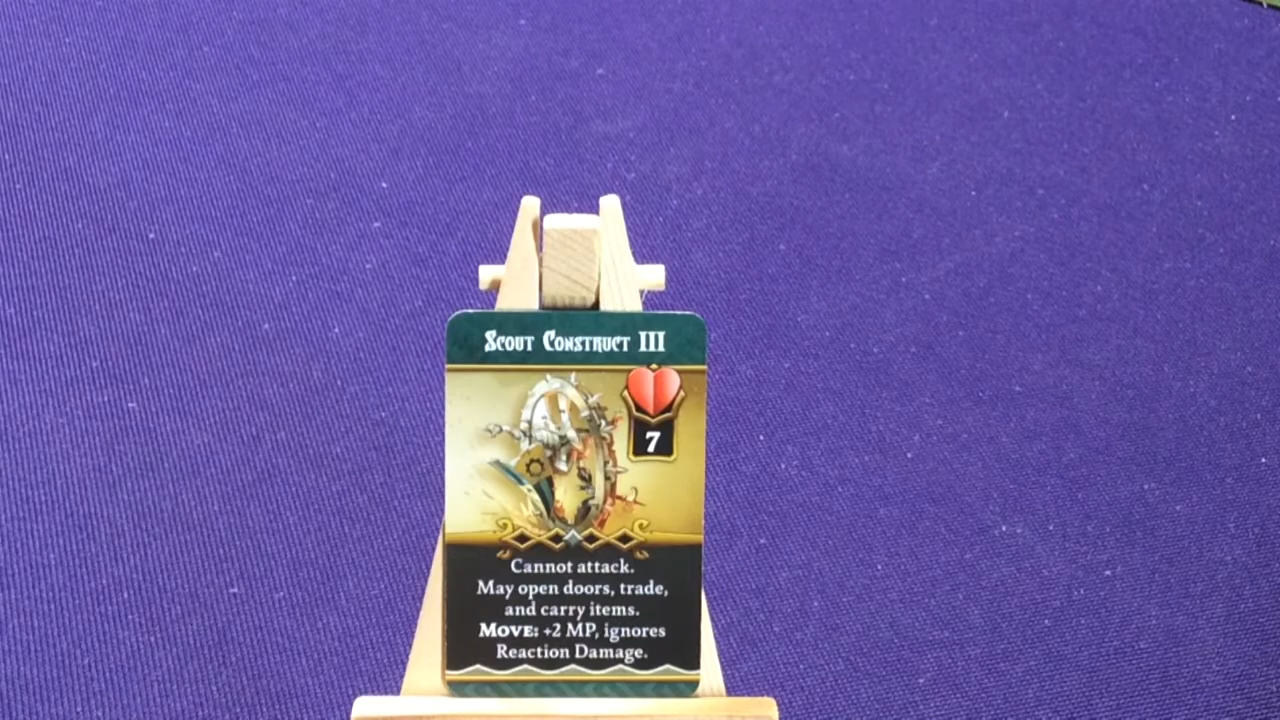 Scout Construct III
7
Cannot attack.
May open doors, trade,
and carry items.
MOVE: +2 MP, ignores
Reaction Damage.